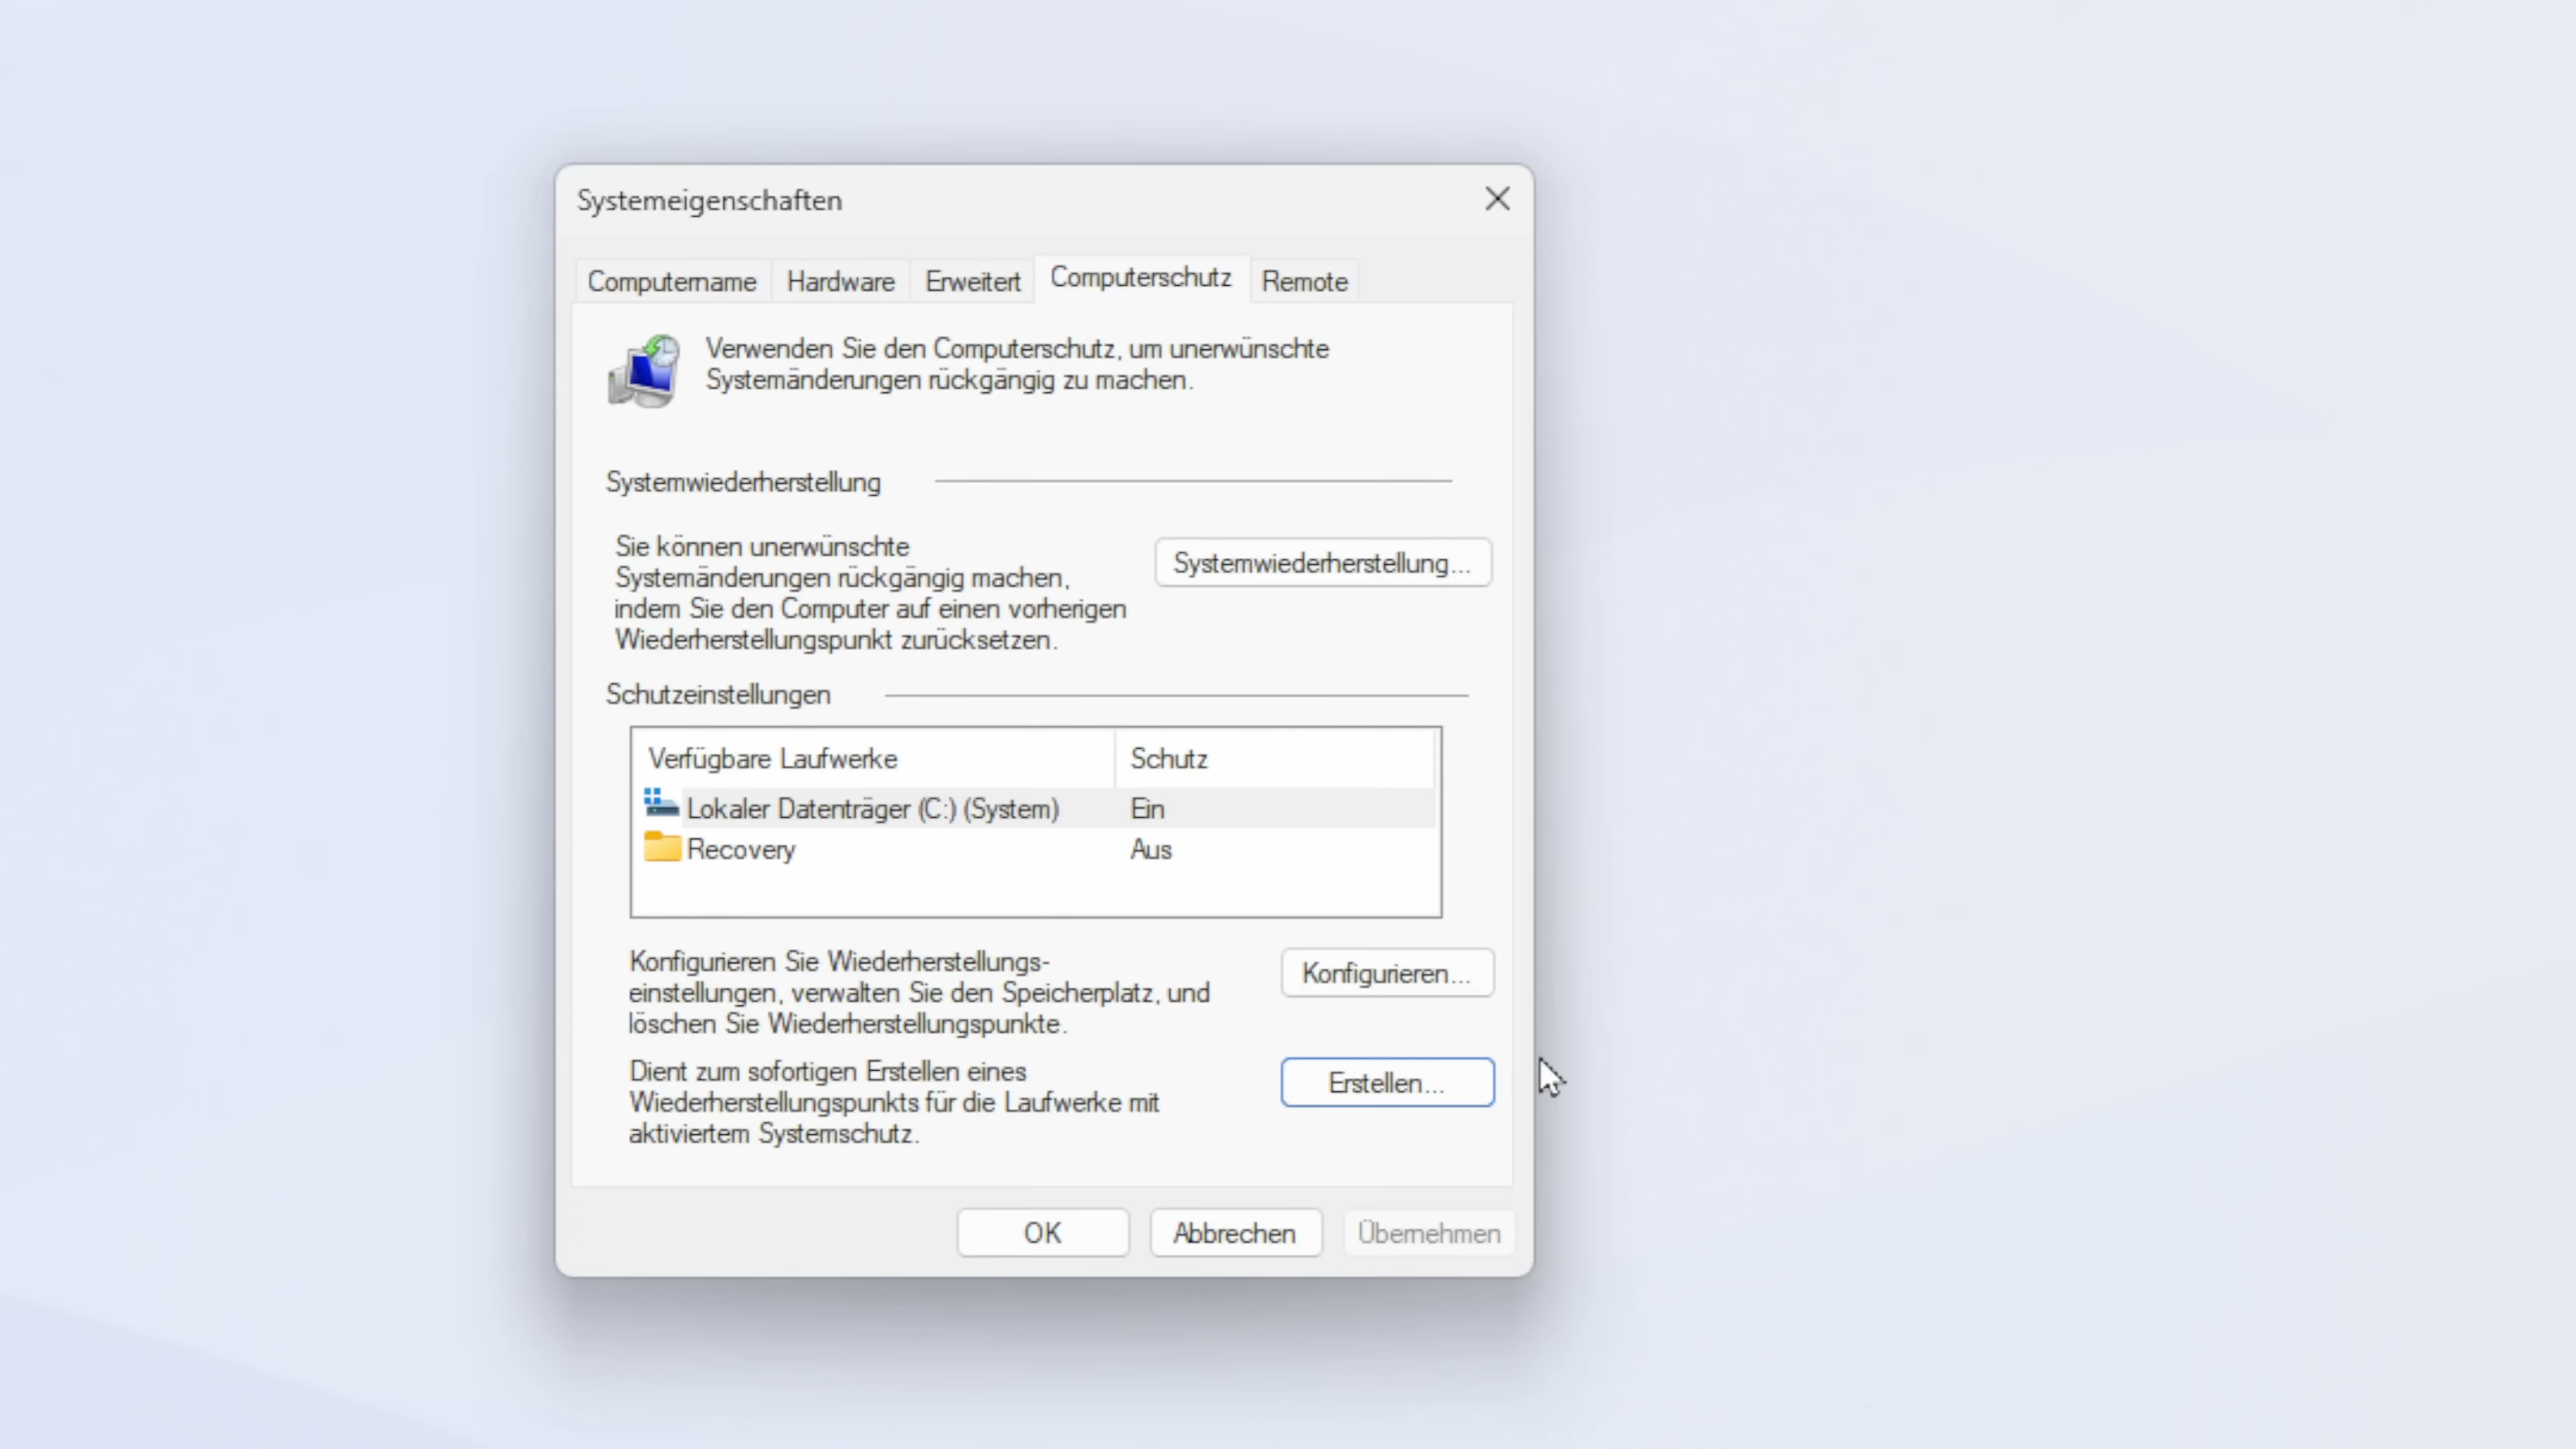 Systemeigenschaften
Computername Hardware Erweitert Computerschutz Remote
Verwenden Sie den Computerschutz, um unerwünschte
Systemänderungen rückgängig zu machen.
Systemwiederherstellung
Sie können unerwünschte
Systemänderungen rückgängig machen,
indem Sie den Computer auf einen vorherigen
Wiederherstellungspunkt zurücksetzen.
Systemwiederherstellung...
Schutzeinstellungen
Verfügbare Laufwerke Schutz
Lokaler Datenträger (C:) (System) Ein
Recovery Aus
Konfigurieren Sie Wiederherstellungs-
einstellungen, verwalten Sie den Speicherplatz, und
löschen Sie Wiederherstellungspunkte.
Konfigurieren...
Dient zum sofortigen Erstellen eines
Wiederherstellungspunkts für die Laufwerke mit
aktiviertem Systemschutz.
Erstellen...
OK Abbrechen Übernehmen